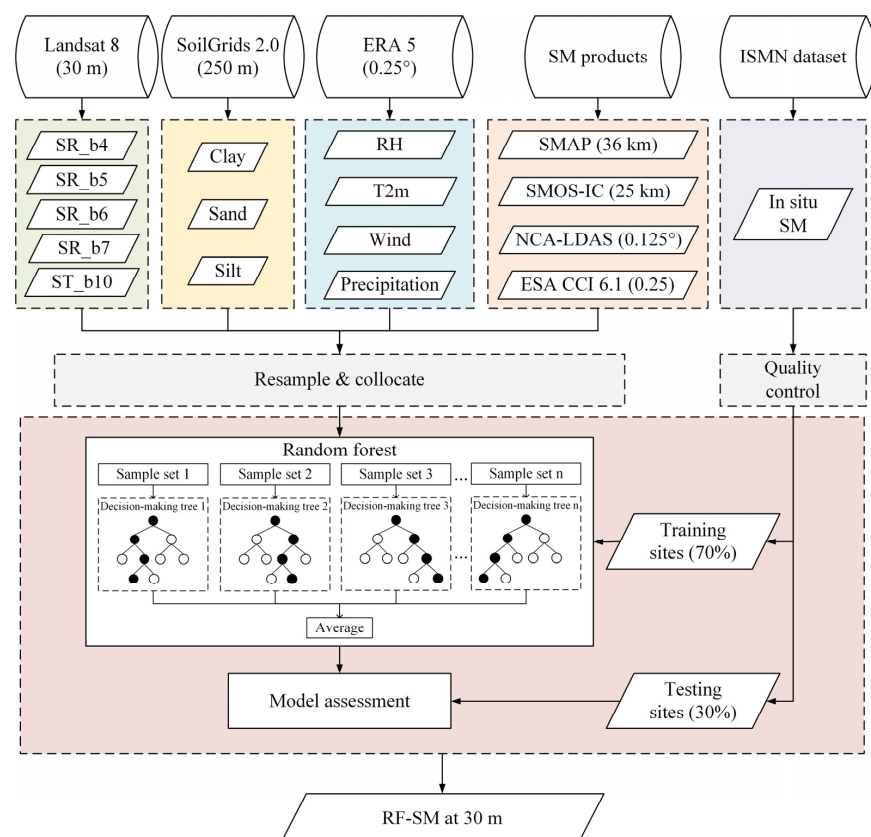 Landsat 8
(30 m)
SoilGrids 2.0
(250 m)
ERA 5
(0.25°)
SM products
ISMN dataset
SR_b4
SR_b5
SR_b6
SR_b7
ST_b10
Clay
Sand
Silt
RH
T2m
Wind
Precipitation
SMAP (36 km)
SMOS-IC (25 km)
NCA-LDAS (0.125°)
ESA CCI 6.1 (0.25)
In situ
SM
Resample & collocate
Quality
control
Random forest
Sample set 1
Sample set 2
Sample set 3
...
Sample set n
Decision-making tree 1
Decision-making tree 2
Decision-making tree 3
Decision-making tree n
...
Average
Training
sites (70%)
Model assessment
Testing
sites (30%)
RF-SM at 30 m